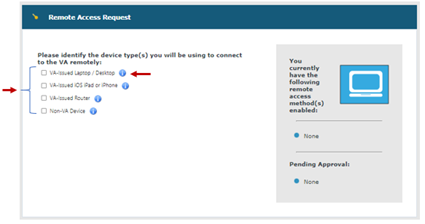 Remote Access Request
Please identify the device type(s) you will be using to connect
to the VA remotely:
VA-Issued Laptop / Desktop
VA-Issued iOS iPad or iPhone
VA-Issued Router
Non-VA Device
You
currently
have the
following
remote
access
method(s)
enabled:
None
Pending Approval:
None